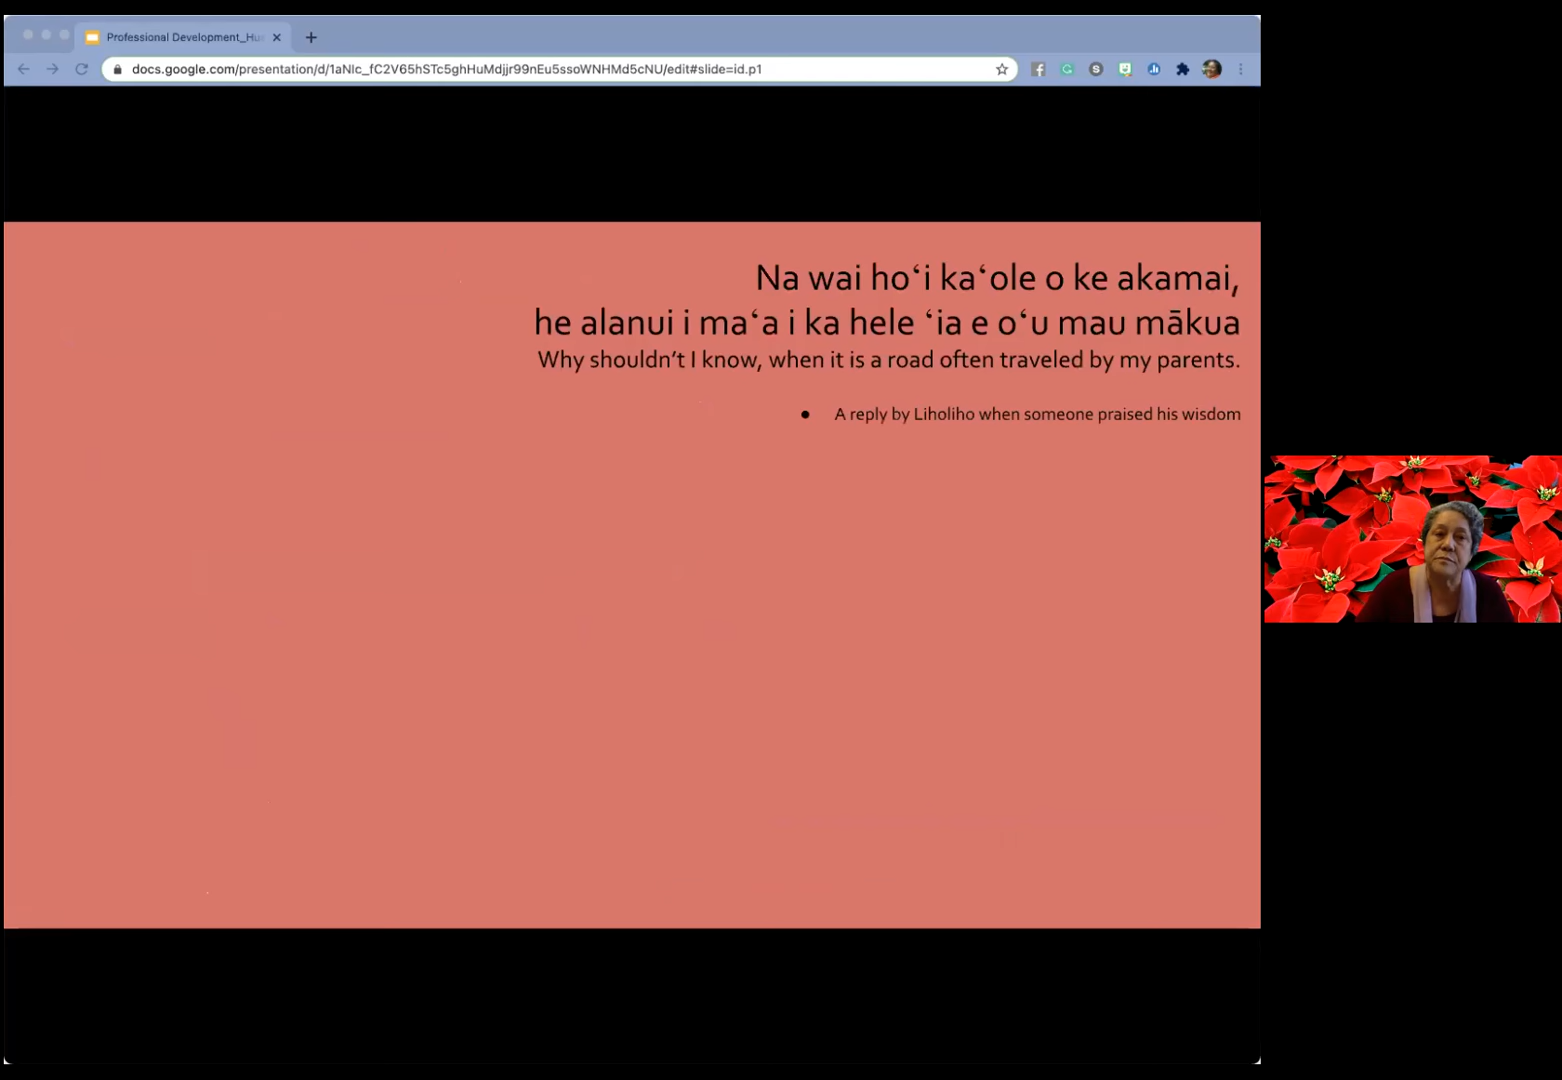 Professional Development_Hu
docs.google.com/presentation/d/1aNlc_fC2V65hSTc5ghHuMdjjr99nEu5ssoWNHMd5cNU/edit#slide=id.p1
Na wai hoʻi kaʻole o ke akamai,
he alanui i maʻa i ka hele ʻia e oʻu mau mākua
Why shouldn’t I know, when it is a road often traveled by my parents.
● A reply by Liholiho when someone praised his wisdom